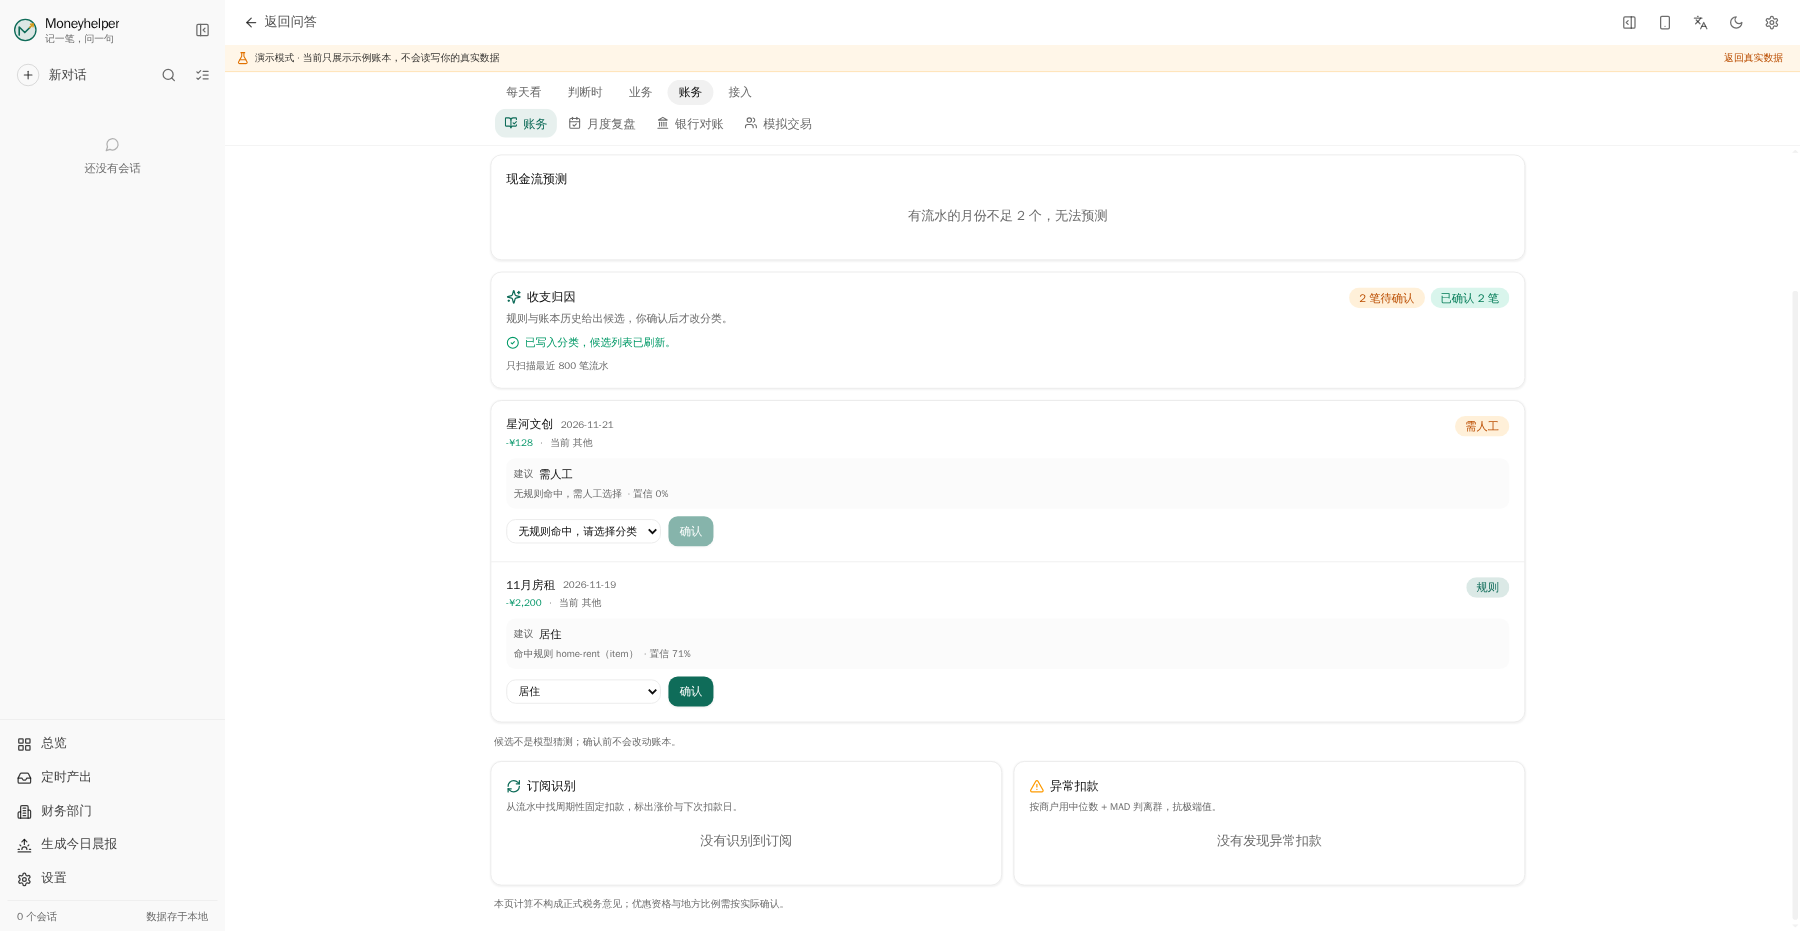 Moneyhelper
记一笔，问一句
新对话
还没有会话
总览
定时产出
财务部门
生成今日晨报
设置
0 个会话
数据存于本地
返回问答
演示模式 · 当前只展示示例账本，不会读写你的真实数据
返回真实数据
每天看
判断时
业务
账务
接入
账务
月度复盘
银行对账
模拟交易
现金流预测
有流水的月份不足 2 个，无法预测
收支归因
2 笔待确认
已确认 2 笔
规则与账本历史给出候选，你确认后才改分类。
已写入分类，候选列表已刷新。
只扫描最近 800 笔流水
星河文创 2026-11-21
需人工
-¥128 · 当前 其他
建议 需人工
无规则命中，需人工选择 · 置信 0%
无规则命中，请选择分类
确认
11月房租 2026-11-19
规则
-¥2,200 · 当前 其他
建议 居住
命中规则 home-rent（item） · 置信 71%
居住
确认
候选不是模型猜测；确认前不会改动账本。
订阅识别
从流水中找周期性固定扣款，标出涨价与下次扣款日。
没有识别到订阅
异常扣款
按商户用中位数 + MAD 判离群，抗极端值。
没有发现异常扣款
本页计算不构成正式税务意见；优惠资格与地方比例需按实际确认。